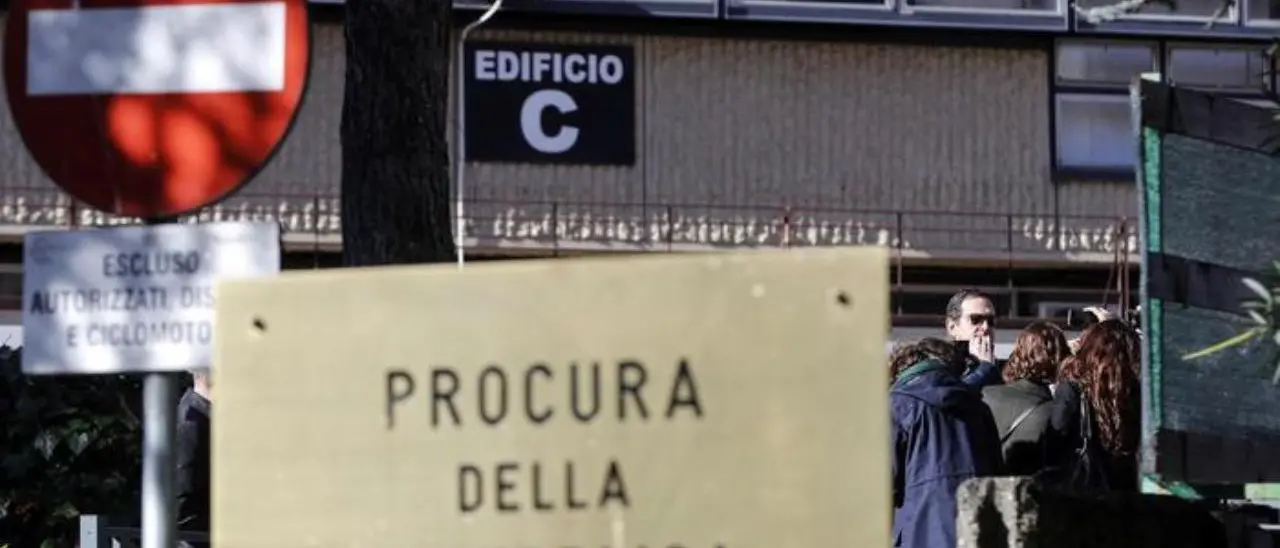 EDIFICIO
C
ESCLUSO
AUTORIZZATI, DIS
E CICLOMOTO
PROCURA
DELLA